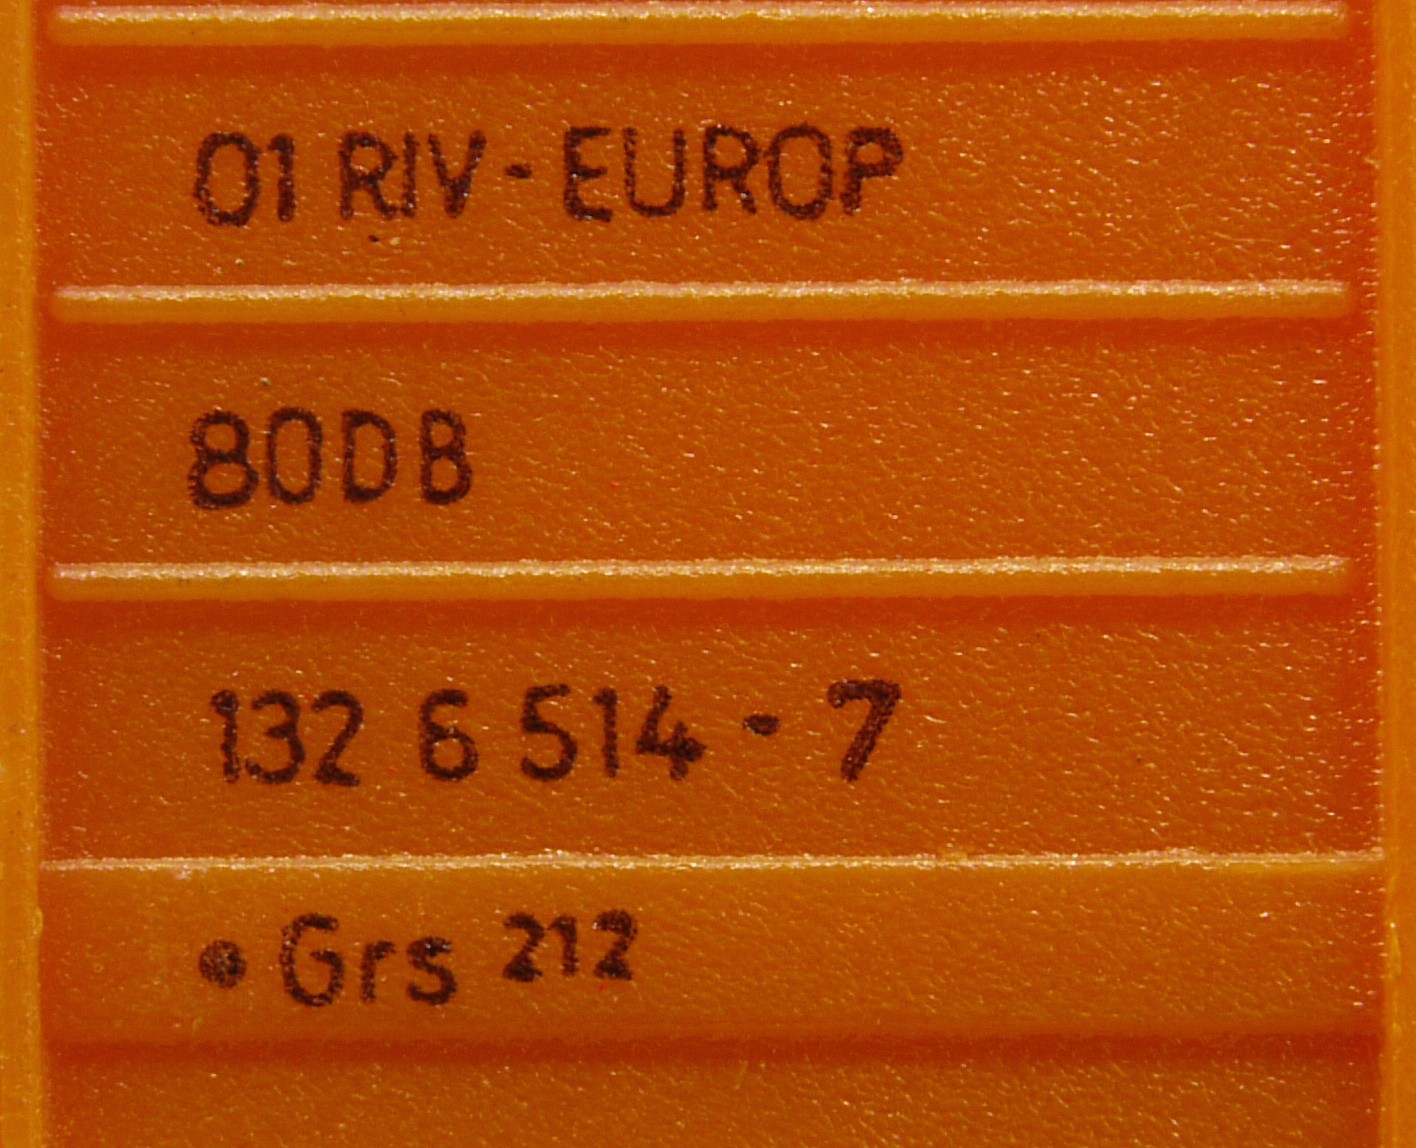 01 RIV-EUROP
80DB
132 6 514-7
• Grs 212